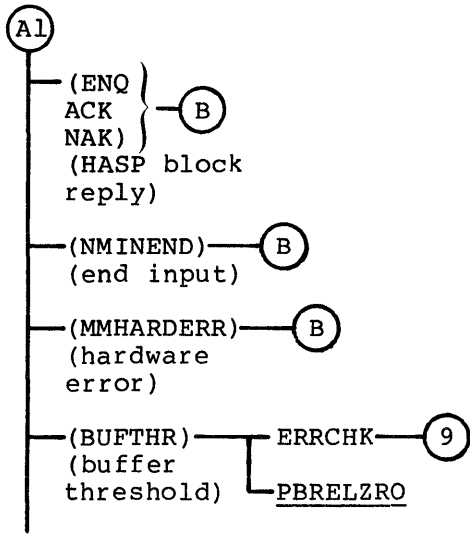 A1
(ENQ
ACK
NAK)
B
(HASP block
reply)
(NMINEND)
B
(end input)
(MMHARDERR)
B
(hardware
error)
(BUFTHR)
ERRCHK
9
(buffer
threshold)
PBRELZRO